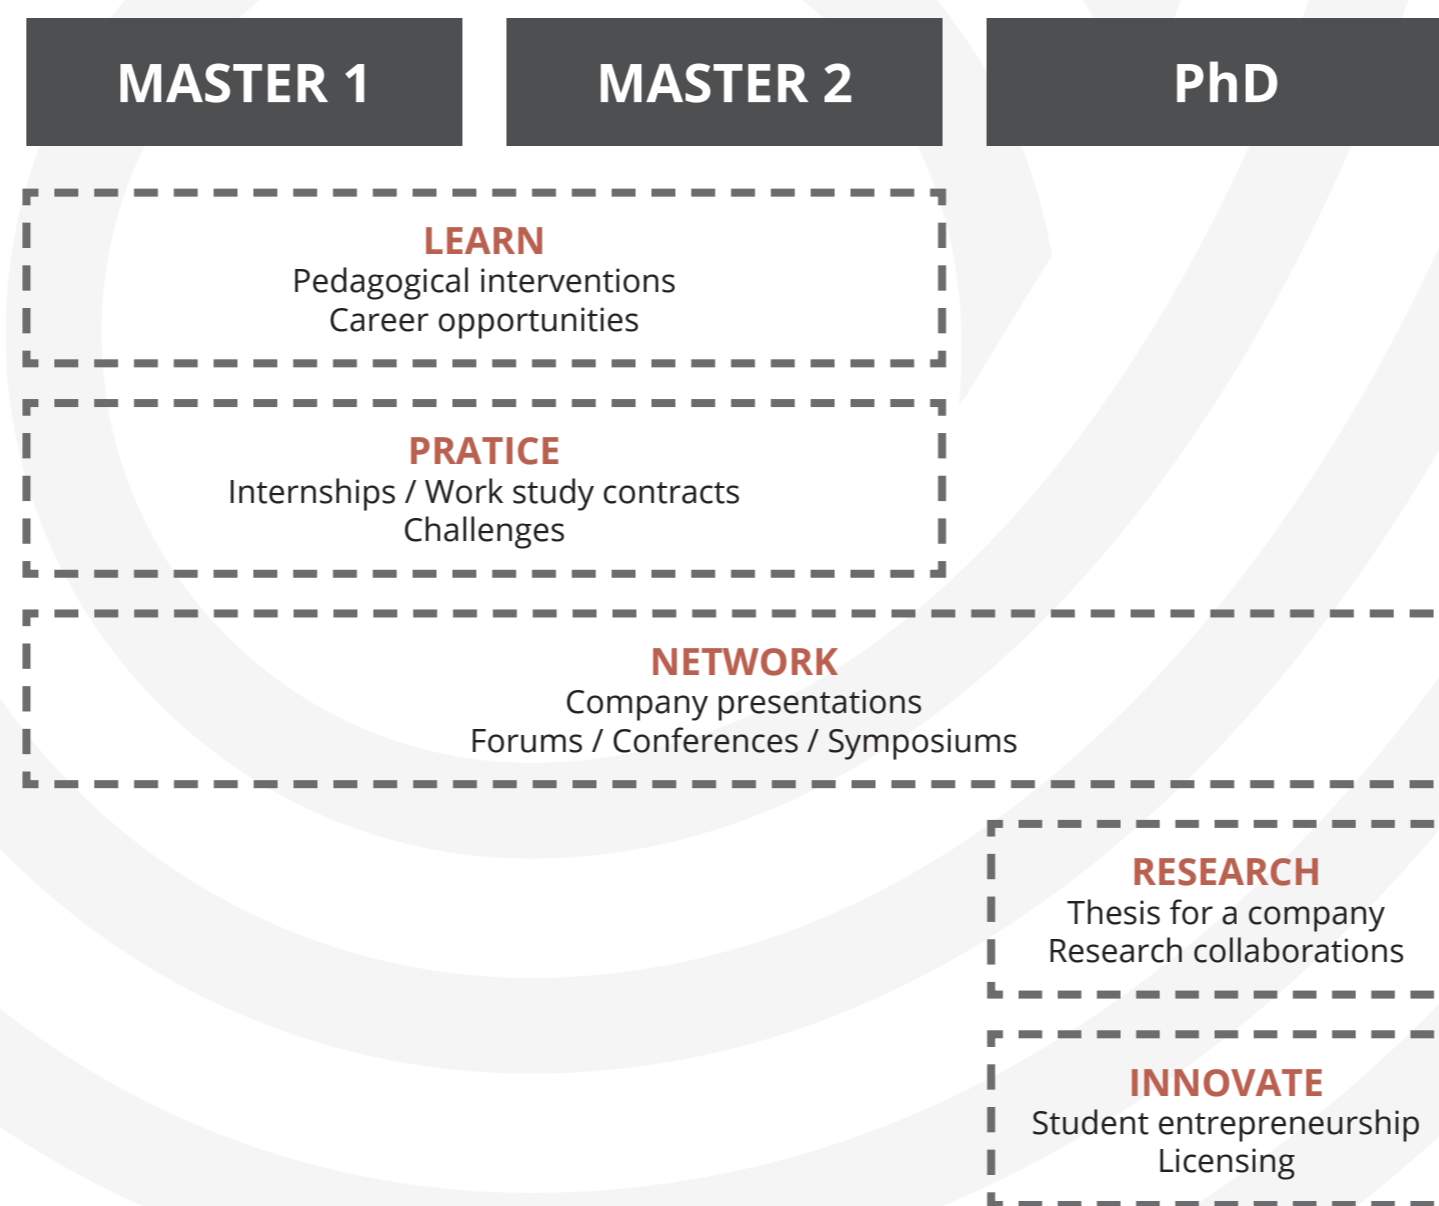 MASTER 1
MASTER 2
PhD
LEARN
Pedagogical interventions
Career opportunities
PRATICE
Internships / Work study contracts
Challenges
NETWORK
Company presentations
Forums / Conferences / Symposiums
RESEARCH
Thesis for a company
Research collaborations
INNOVATE
Student entrepreneurship
Licensing